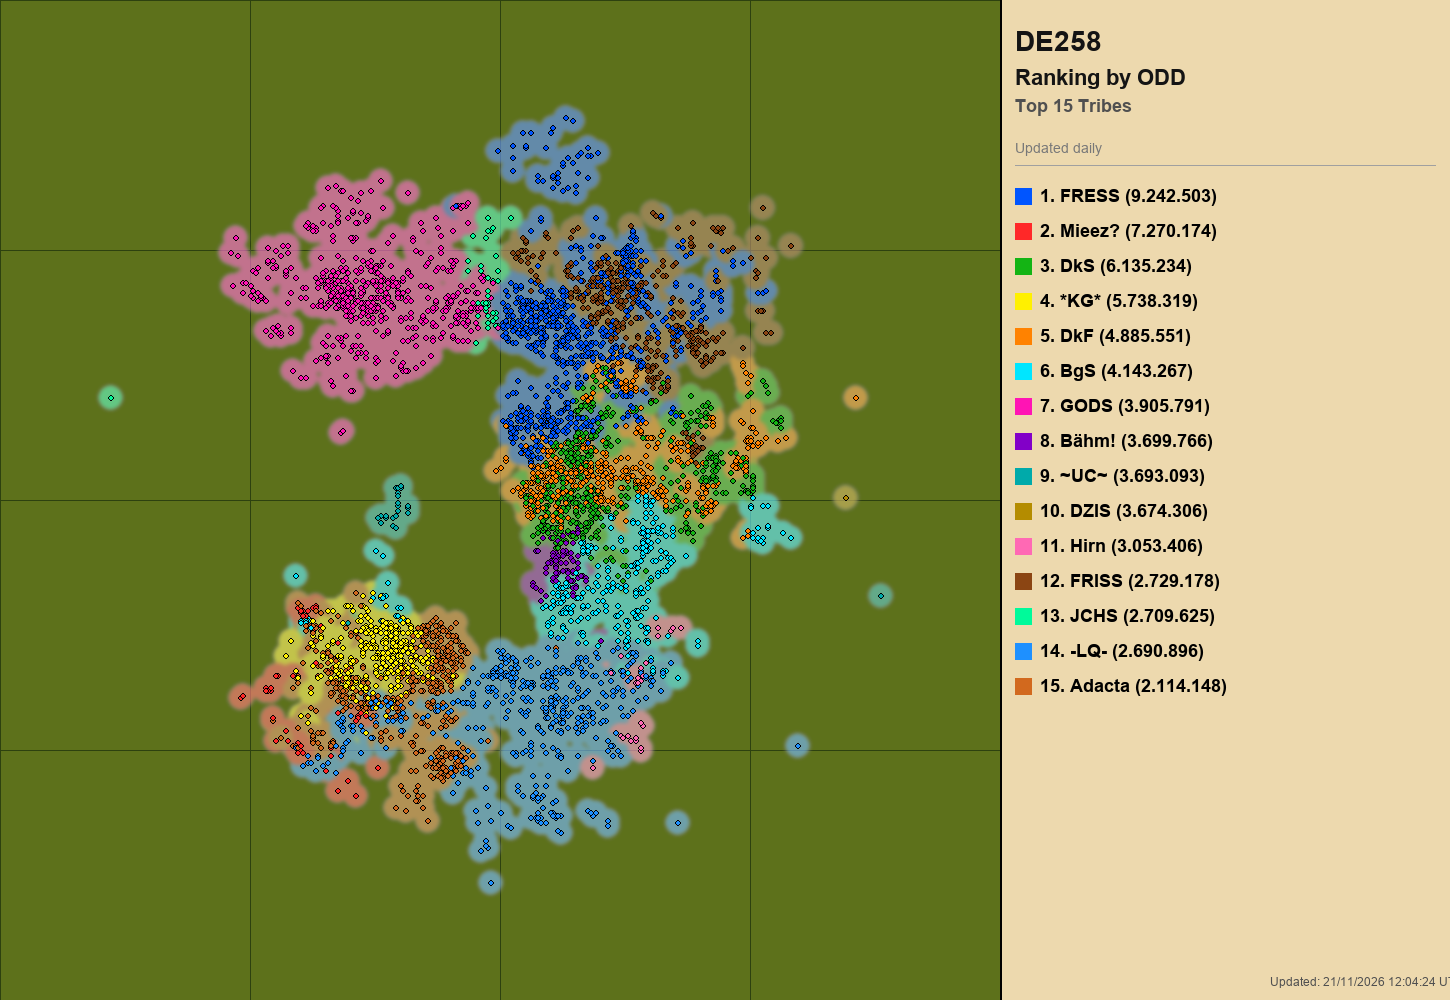 DE258
Ranking by ODD
Top 15 Tribes
Updated daily
1. FRESS (9.242.503)
2. Mieez? (7.270.174)
3. DkS (6.135.234)
4. *KG* (5.738.319)
5. DkF (4.885.551)
6. BgS (4.143.267)
7. GODS (3.905.791)
8. Bähm! (3.699.766)
9. ~UC~ (3.693.093)
10. DZIS (3.674.306)
11. Hirn (3.053.406)
12. FRISS (2.729.178)
13. JCHS (2.709.625)
14. -LQ- (2.690.896)
15. Adacta (2.114.148)
Updated: 21/11/2026 12:04:24 U